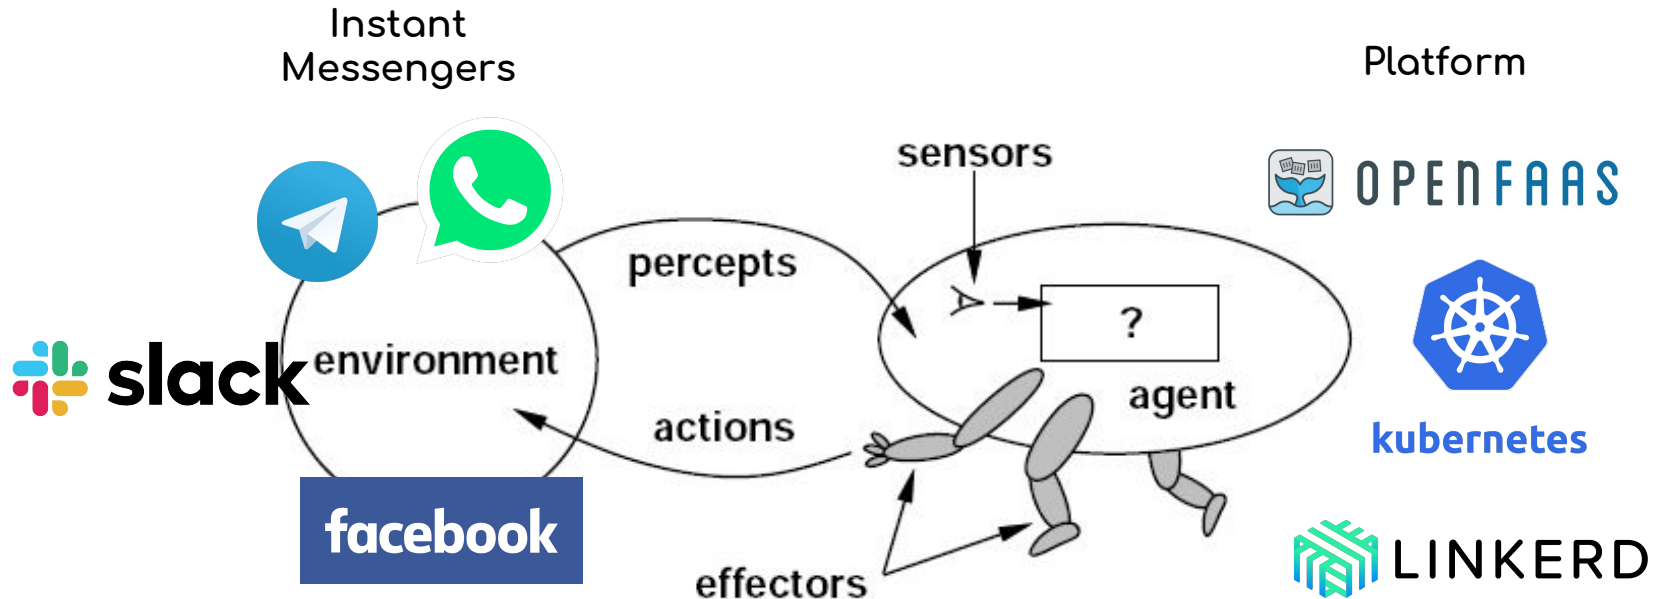 Instant
Messengers
Platform
sensors
OPENFAAS
percepts
?
environment
slack
agent
actions
kubernetes
facebook
effectors
LINKERD